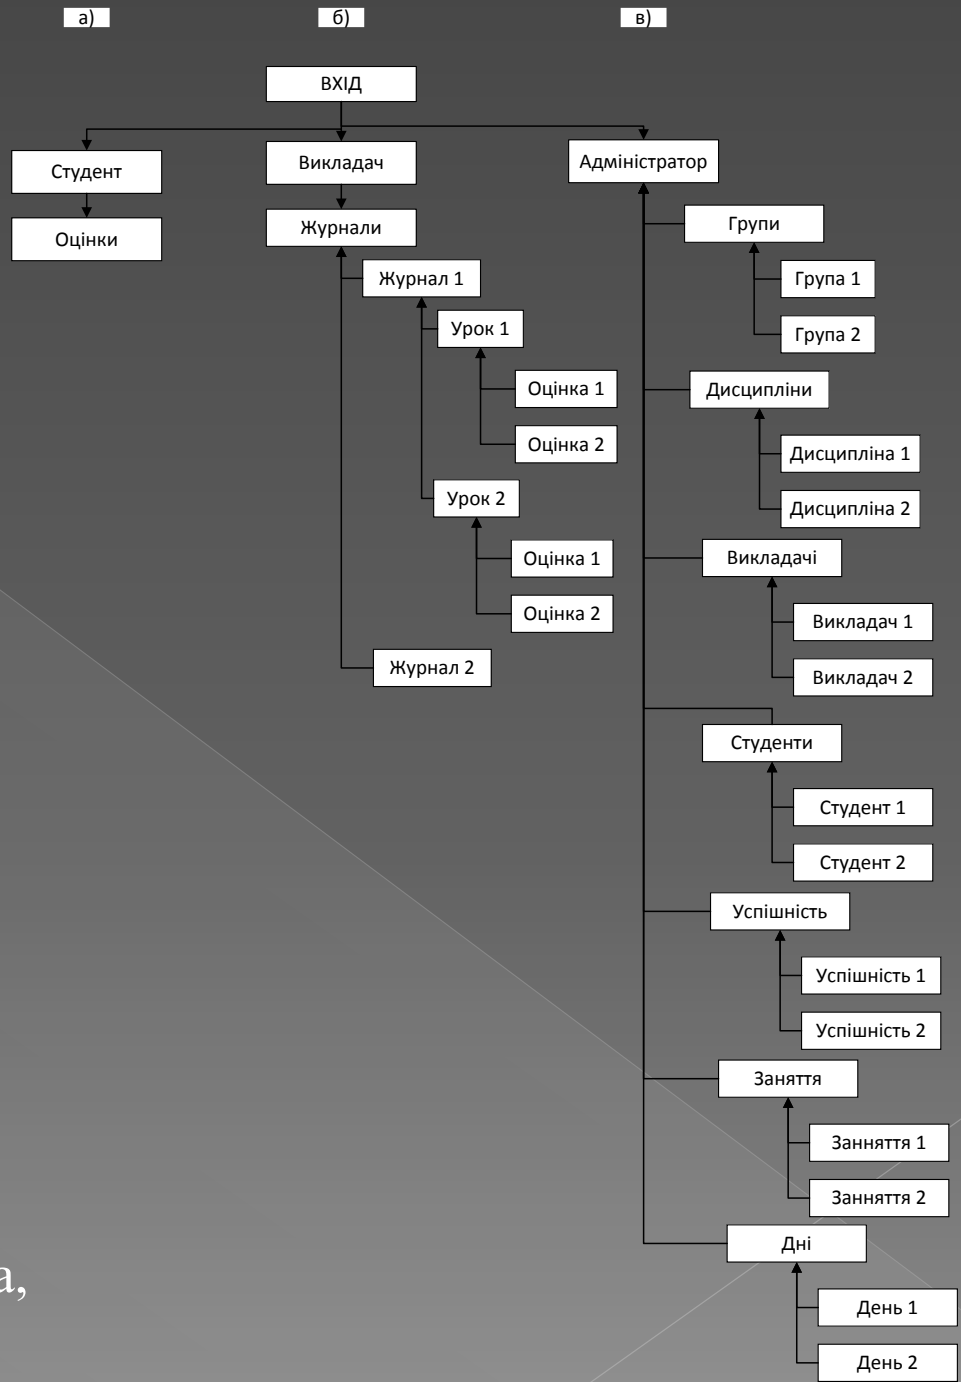 а)
б)
в)
ВХІД
Студент
Оцінки
Викладач
Журнали
Журнал 1
Урок 1
Оцінка 1
Оцінка 2
Урок 2
Оцінка 1
Оцінка 2
Журнал 2
Адміністратор
Групи
Група 1
Група 2
Дисципліни
Дисципліна 1
Дисципліна 2
Викладачі
Викладач 1
Викладач 2
Студенти
Студент 1
Студент 2
Успішність
Успішність 1
Успішність 2
Заняття
Занняття 1
Занняття 2
Дні
День 1
День 2
а,